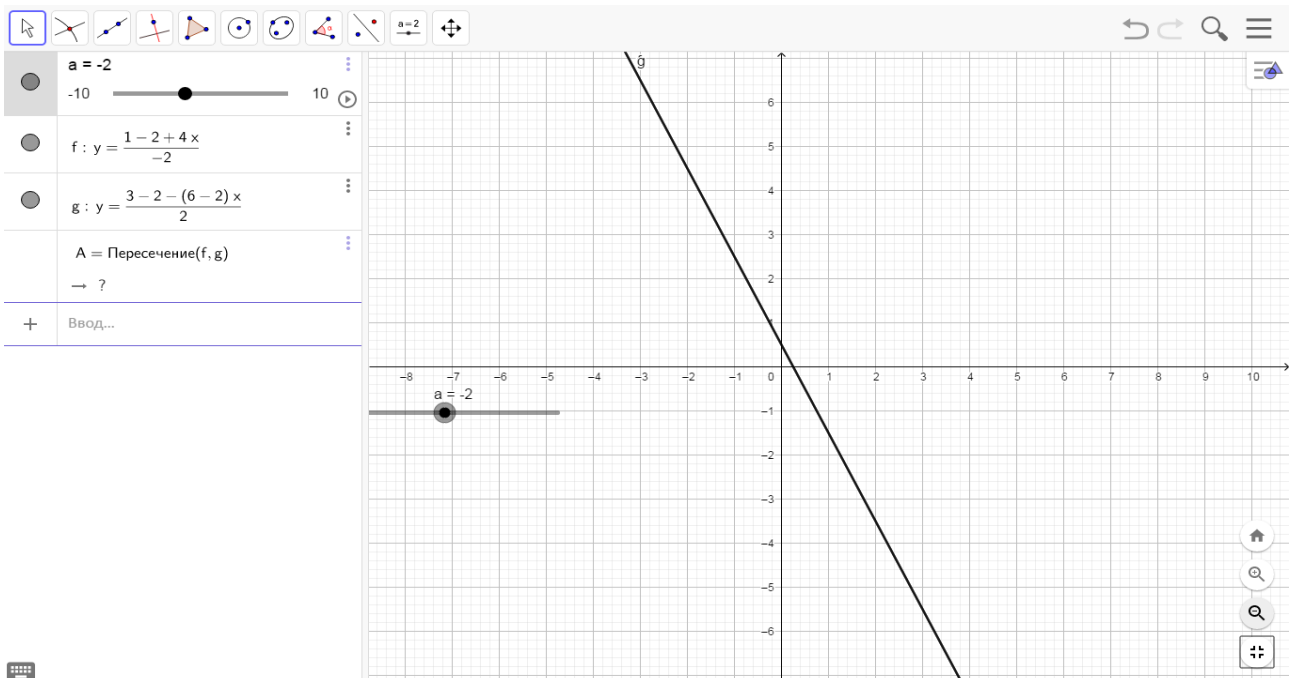 a = 2
a = -2
-10 10
f : y = (1 − 2 + 4 x) / (−2)
g : y = (3 − 2 − (6 − 2) x) / 2
A = Пересечение(f, g)
→ ?
+ Ввод...
g
6
5
4
3
2
1
−8 −7 −6 −5 −4 −3 −2 −1 0 1 2 3 4 5 6 7 8 9 10
a = -2
−1
−2
−3
−4
−5
−6